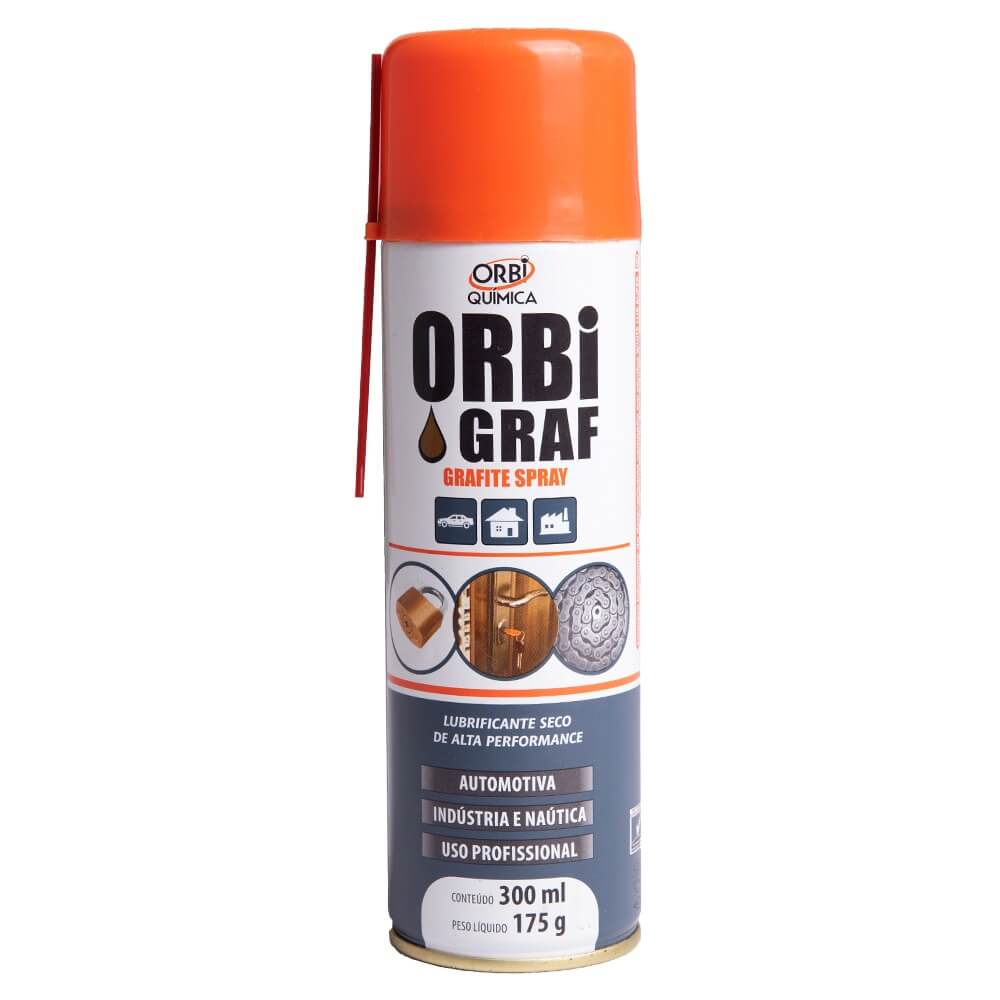 ORBi
QUÍMICA
ORBi
GRAF
GRAFITE SPRAY
LUBRIFICANTE SECO
DE ALTA PERFORMANCE
AUTOMOTIVA
INDÚSTRIA E NAÚTICA
USO PROFISSIONAL
CONTEÚDO 300 ml
PESO LÍQUIDO 175 g